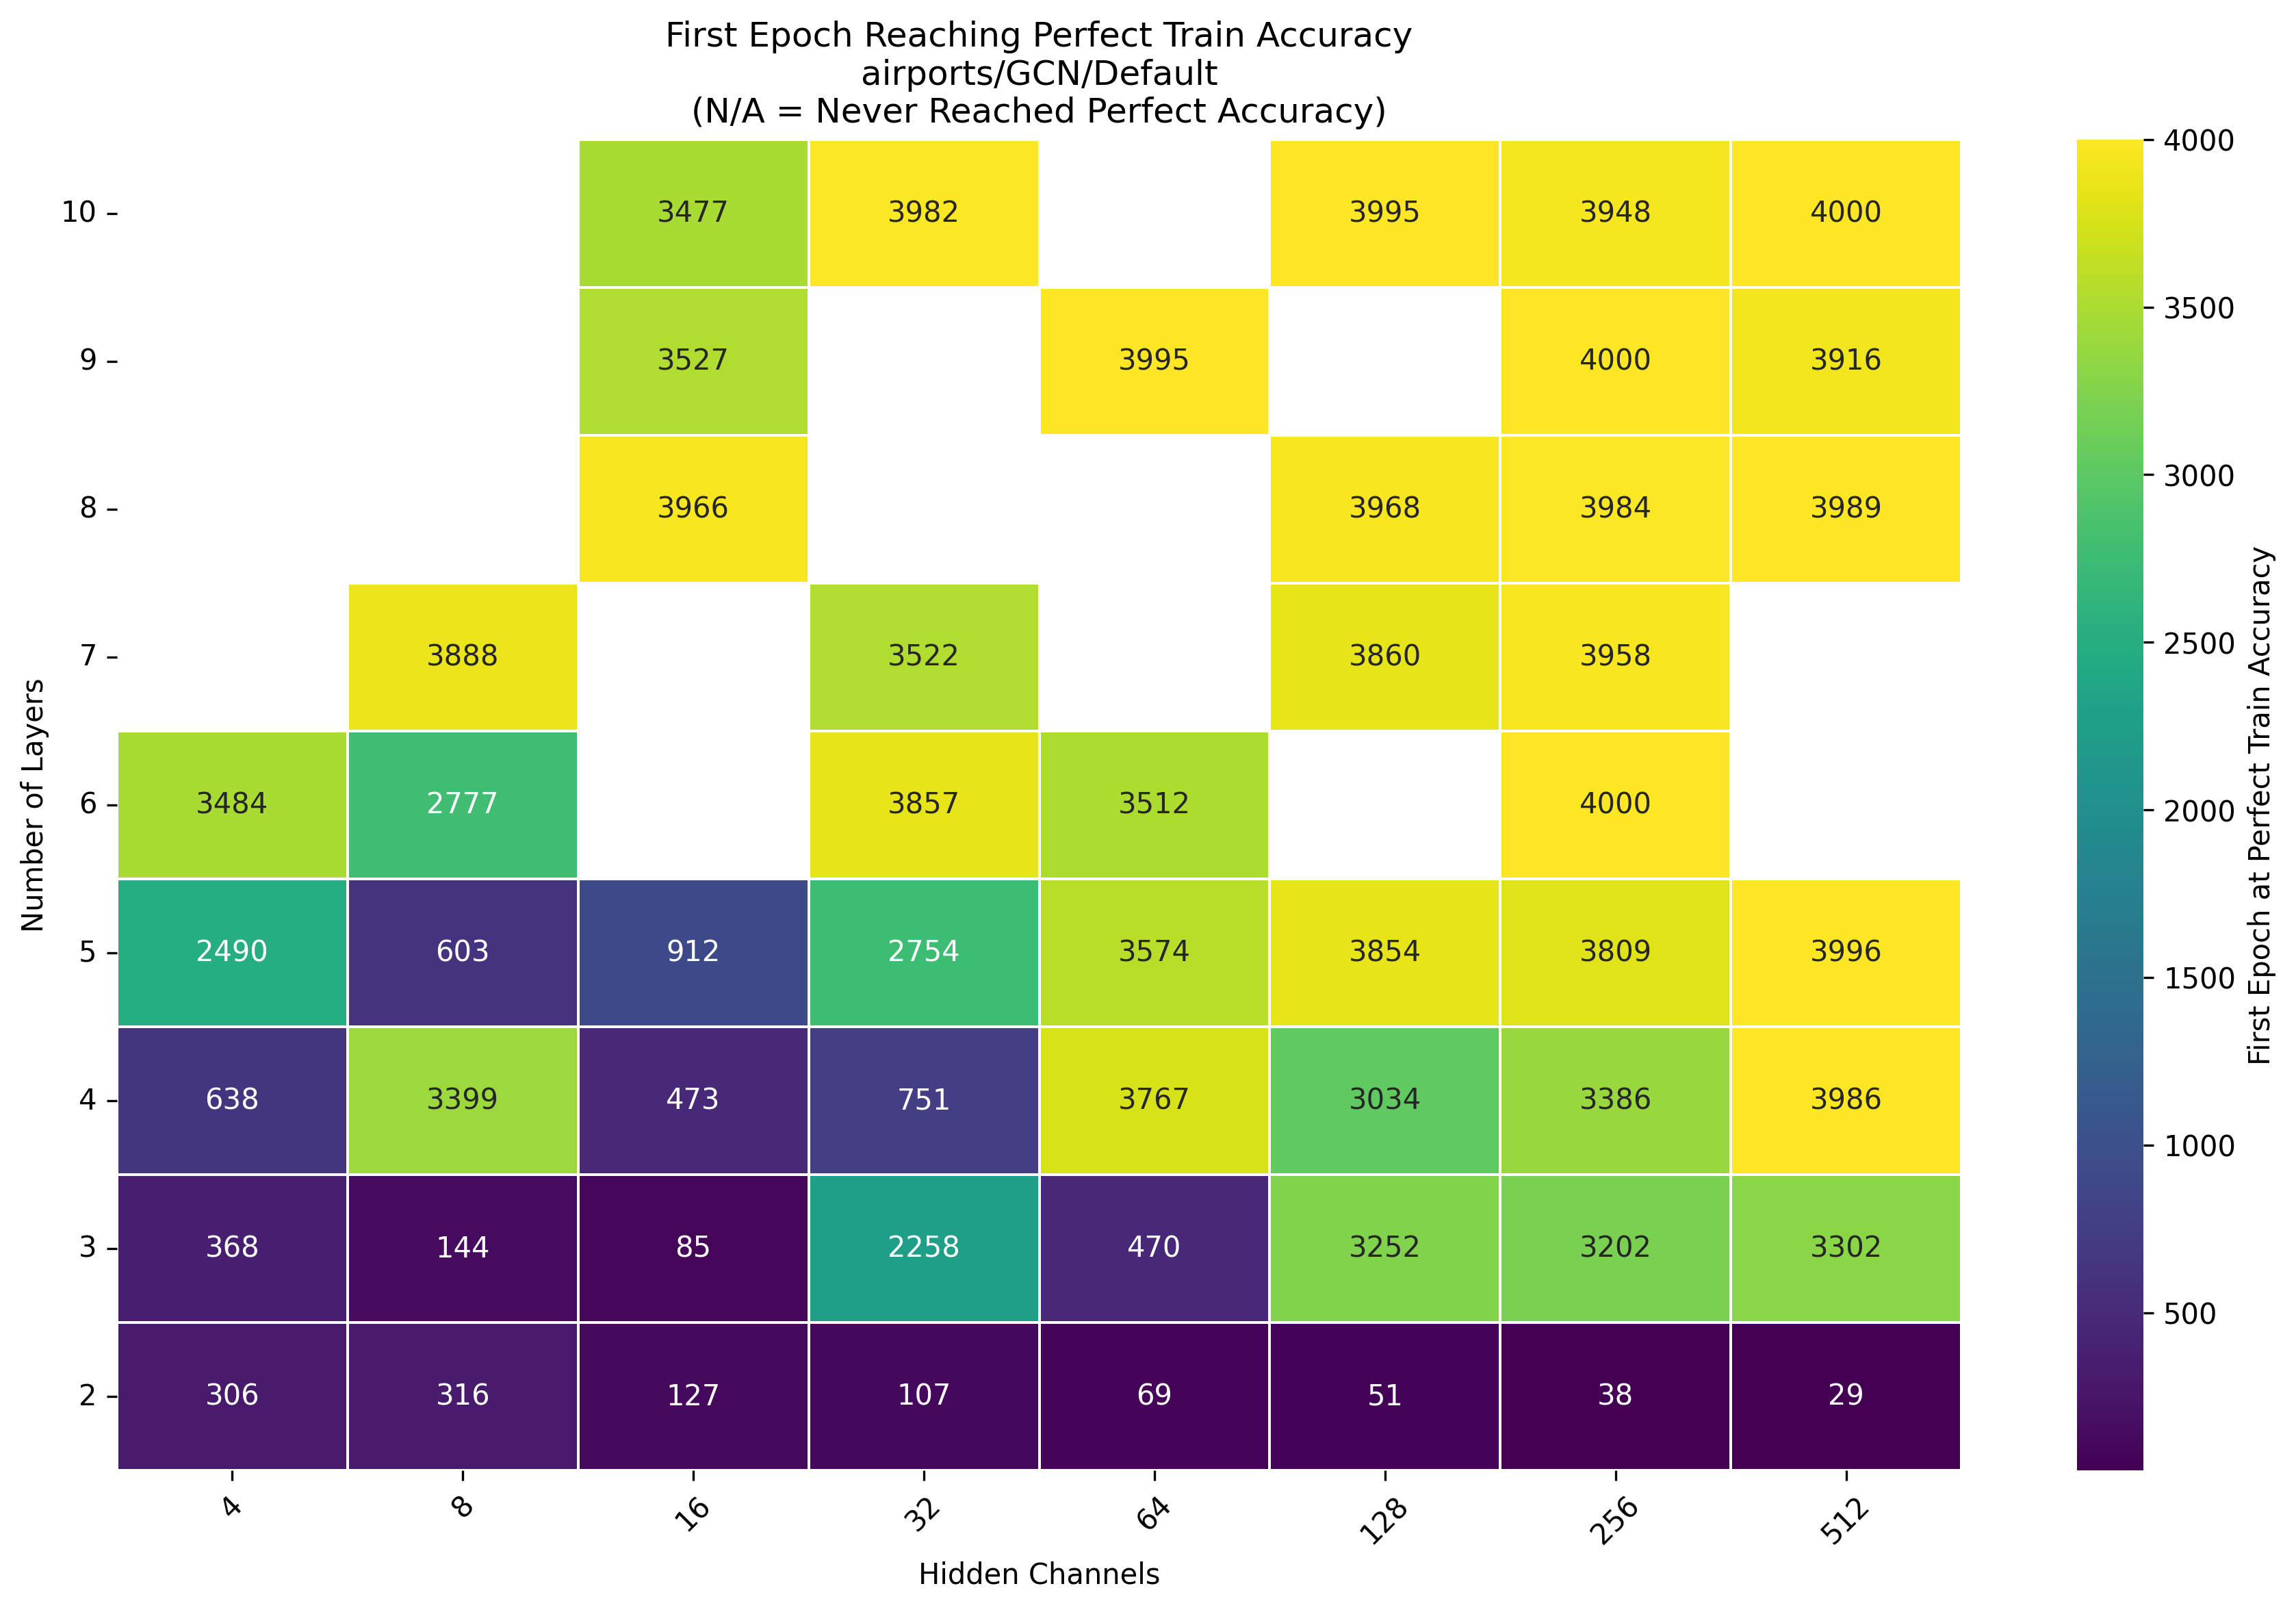 First Epoch Reaching Perfect Train Accuracy
airports/GCN/Default
(N/A = Never Reached Perfect Accuracy)
10 3477 3982 3995 3948 4000
9 3527 3995 4000 3916
8 3966 3968 3984 3989
7 3888 3522 3860 3958
6 3484 2777 3857 3512 4000
5 2490 603 912 2754 3574 3854 3809 3996
4 638 3399 473 751 3767 3034 3386 3986
3 368 144 85 2258 470 3252 3202 3302
2 306 316 127 107 69 51 38 29
4 8 16 32 64 128 256 512
Hidden Channels
Number of Layers
4000
3500
3000
2500
2000
1500
1000
500
First Epoch at Perfect Train Accuracy